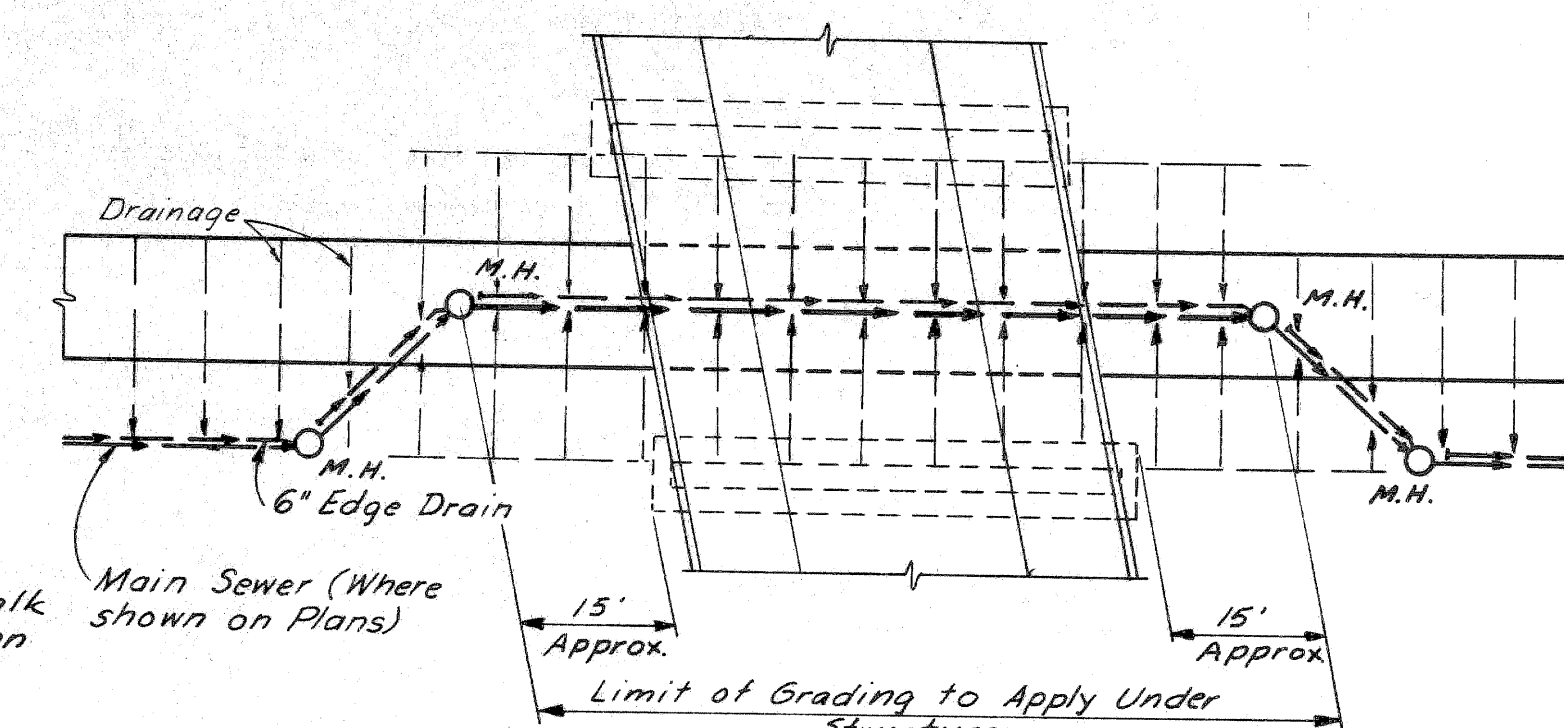 Drainage
M.H.
M.H.
M.H.
6" Edge Drain
M.H.
Main Sewer (Where
shown on Plans)
15'
Approx.
15'
Approx
Limit of Grading to Apply Under